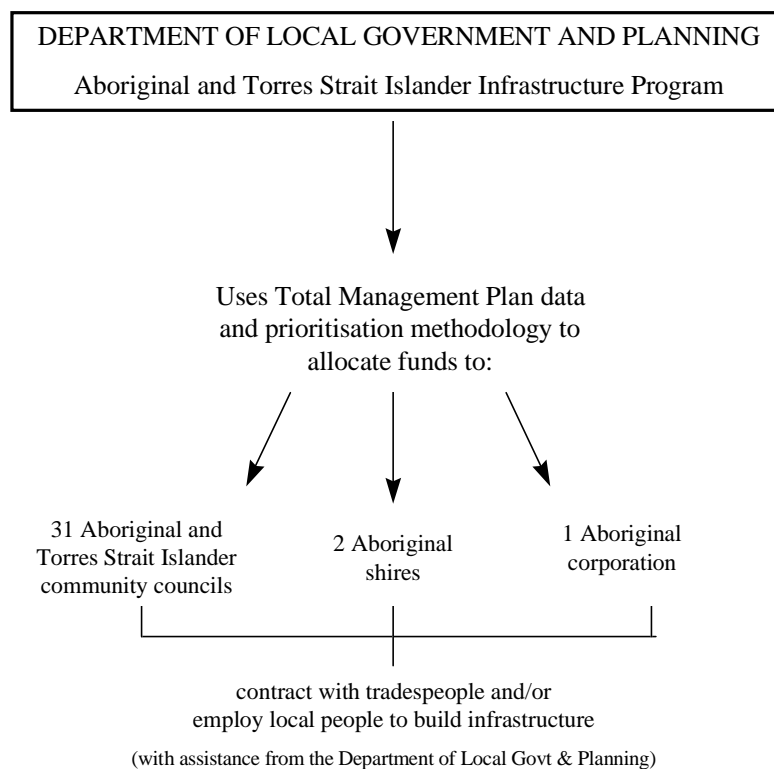 DEPARTMENT OF LOCAL GOVERNMENT AND PLANNING
Aboriginal and Torres Strait Islander Infrastructure Program
Uses Total Management Plan data
and prioritisation methodology to
allocate funds to:
31 Aboriginal and
Torres Strait Islander
community councils
2 Aboriginal
shires
1 Aboriginal
corporation
contract with tradespeople and/or
employ local people to build infrastructure
(with assistance from the Department of Local Govt & Planning)